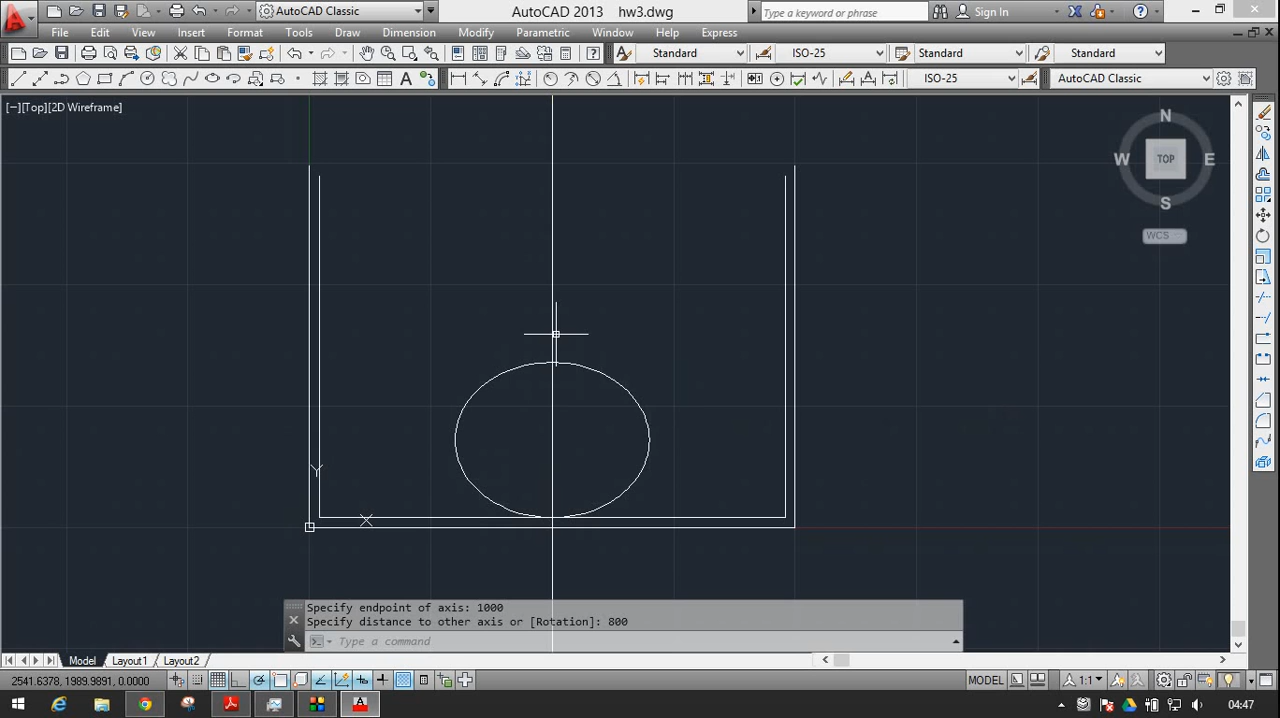 AutoCAD Classic
AutoCAD 2013 hw3.dwg
Type a keyword or phrase
Sign In
File Edit View Insert Format Tools Draw Dimension Modify Parametric Window Help Express
Standard ISO-25 Standard Standard
ISO-25 AutoCAD Classic
[−][Top][2D Wireframe]
N
W TOP E
S
WCS
Y
X
Specify endpoint of axis: 1000
Specify distance to other axis or [Rotation]: 800
Type a command
Model Layout1 Layout2
2541.6378, 1989.9891, 0.0000
MODEL 1:1
04:47